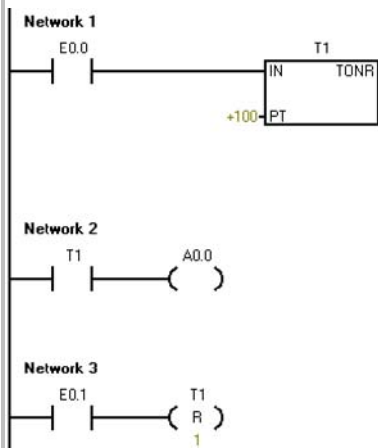 Network 1
E0.0
T1
IN TONR
+100 PT
Network 2
T1 A0.0
Network 3
E0.1 T1
R
1